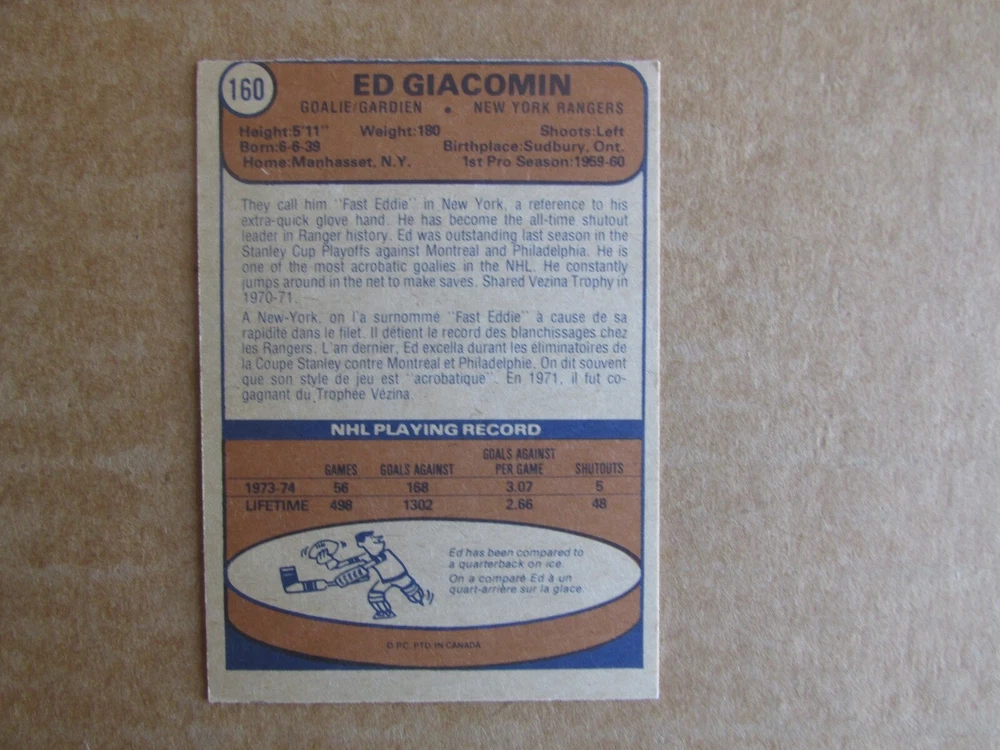 160
ED GIACOMIN
GOALIE/GARDIEN • NEW YORK RANGERS
Height:5'11" Weight:180 Shoots:Left
Born:6-6-39 Birthplace:Sudbury, Ont.
Home:Manhasset, N.Y. 1st Pro Season:1959-60
They call him "Fast Eddie" in New York, a reference to his
extra-quick glove hand. He has become the all-time shutout
leader in Ranger history. Ed was outstanding last season in the
Stanley Cup Playoffs against Montreal and Philadelphia. He is
one of the most acrobatic goalies in the NHL. He constantly
jumps around in the net to make saves. Shared Vezina Trophy in
1970-71.
A New-York, on l'a surnommé "Fast Eddie" à cause de sa
rapidité dans le filet. Il détient le record des blanchissages chez
les Rangers. L'an dernier, Ed excella durant les éliminatoires de
la Coupe Stanley contre Montréal et Philadelphie. On dit souvent
que son style de jeu est "acrobatique". En 1971, il fut co-
gagnant du Trophée Vézina.
NHL PLAYING RECORD
GAMES GOALS AGAINST GOALS AGAINST PER GAME SHUTOUTS
1973-74 56 168 3.07 5
LIFETIME 498 1302 2.66 48
Ed has been compared to
a quarterback on ice.
On a comparé Ed à un
quart-arrière sur la glace.
O.P.C. PTD. IN CANADA